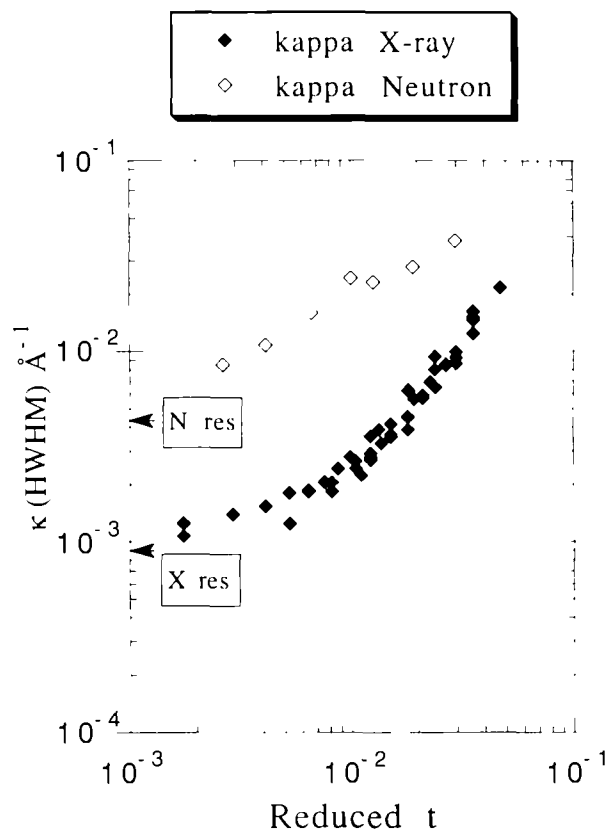 kappa X-ray
kappa Neutron
κ (HWHM) Å⁻¹
10⁻¹
10⁻²
N res
10⁻³
X res
10⁻⁴
10⁻³
10⁻²
10⁻¹
Reduced t